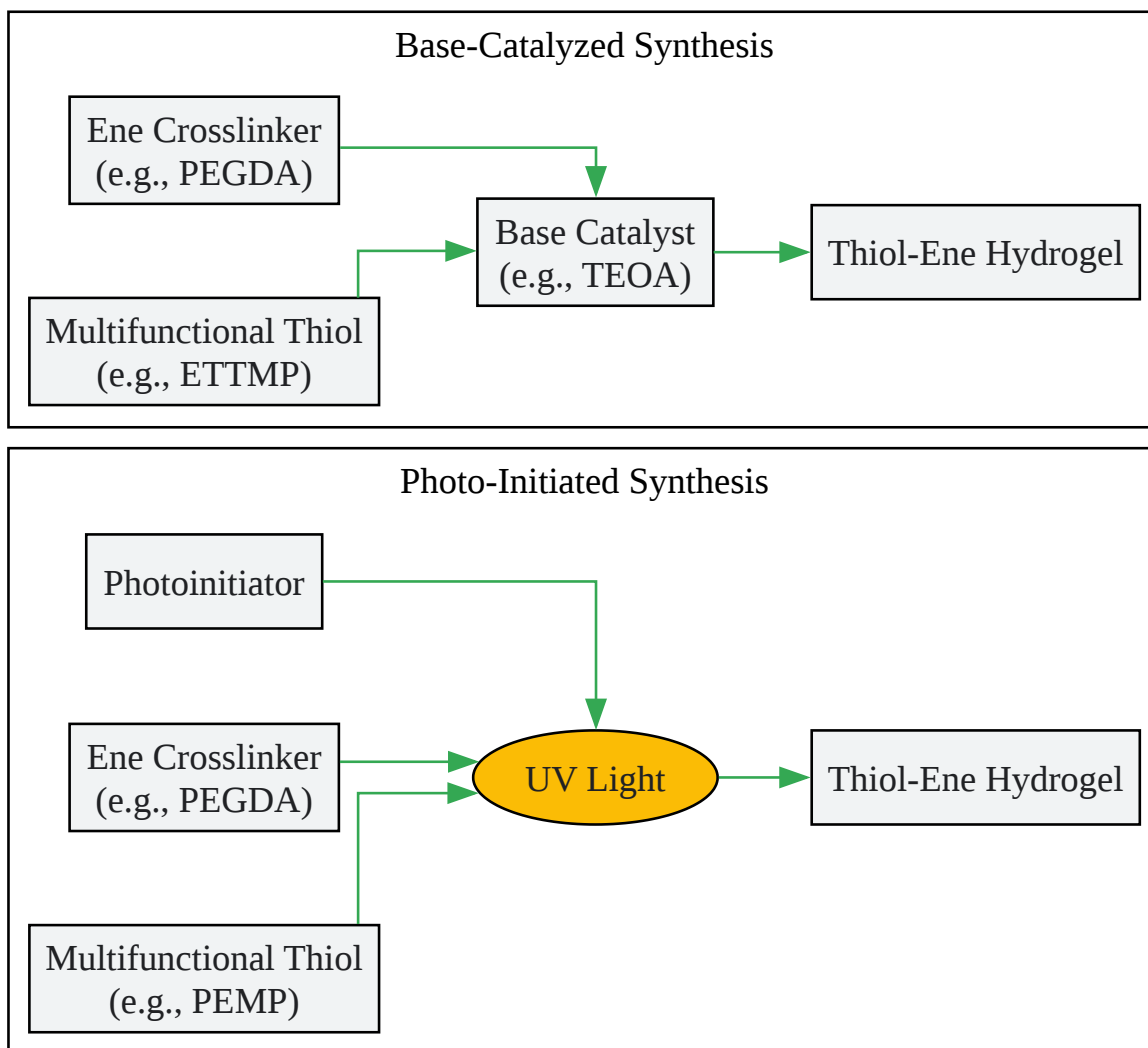 Base-Catalyzed Synthesis
Ene Crosslinker
(e.g., PEGDA)
Base Catalyst
(e.g., TEOA)
Thiol-Ene Hydrogel
Multifunctional Thiol
(e.g., ETTMP)
Photo-Initiated Synthesis
Photoinitiator
Ene Crosslinker
(e.g., PEGDA)
UV Light
Thiol-Ene Hydrogel
Multifunctional Thiol
(e.g., PEMP)